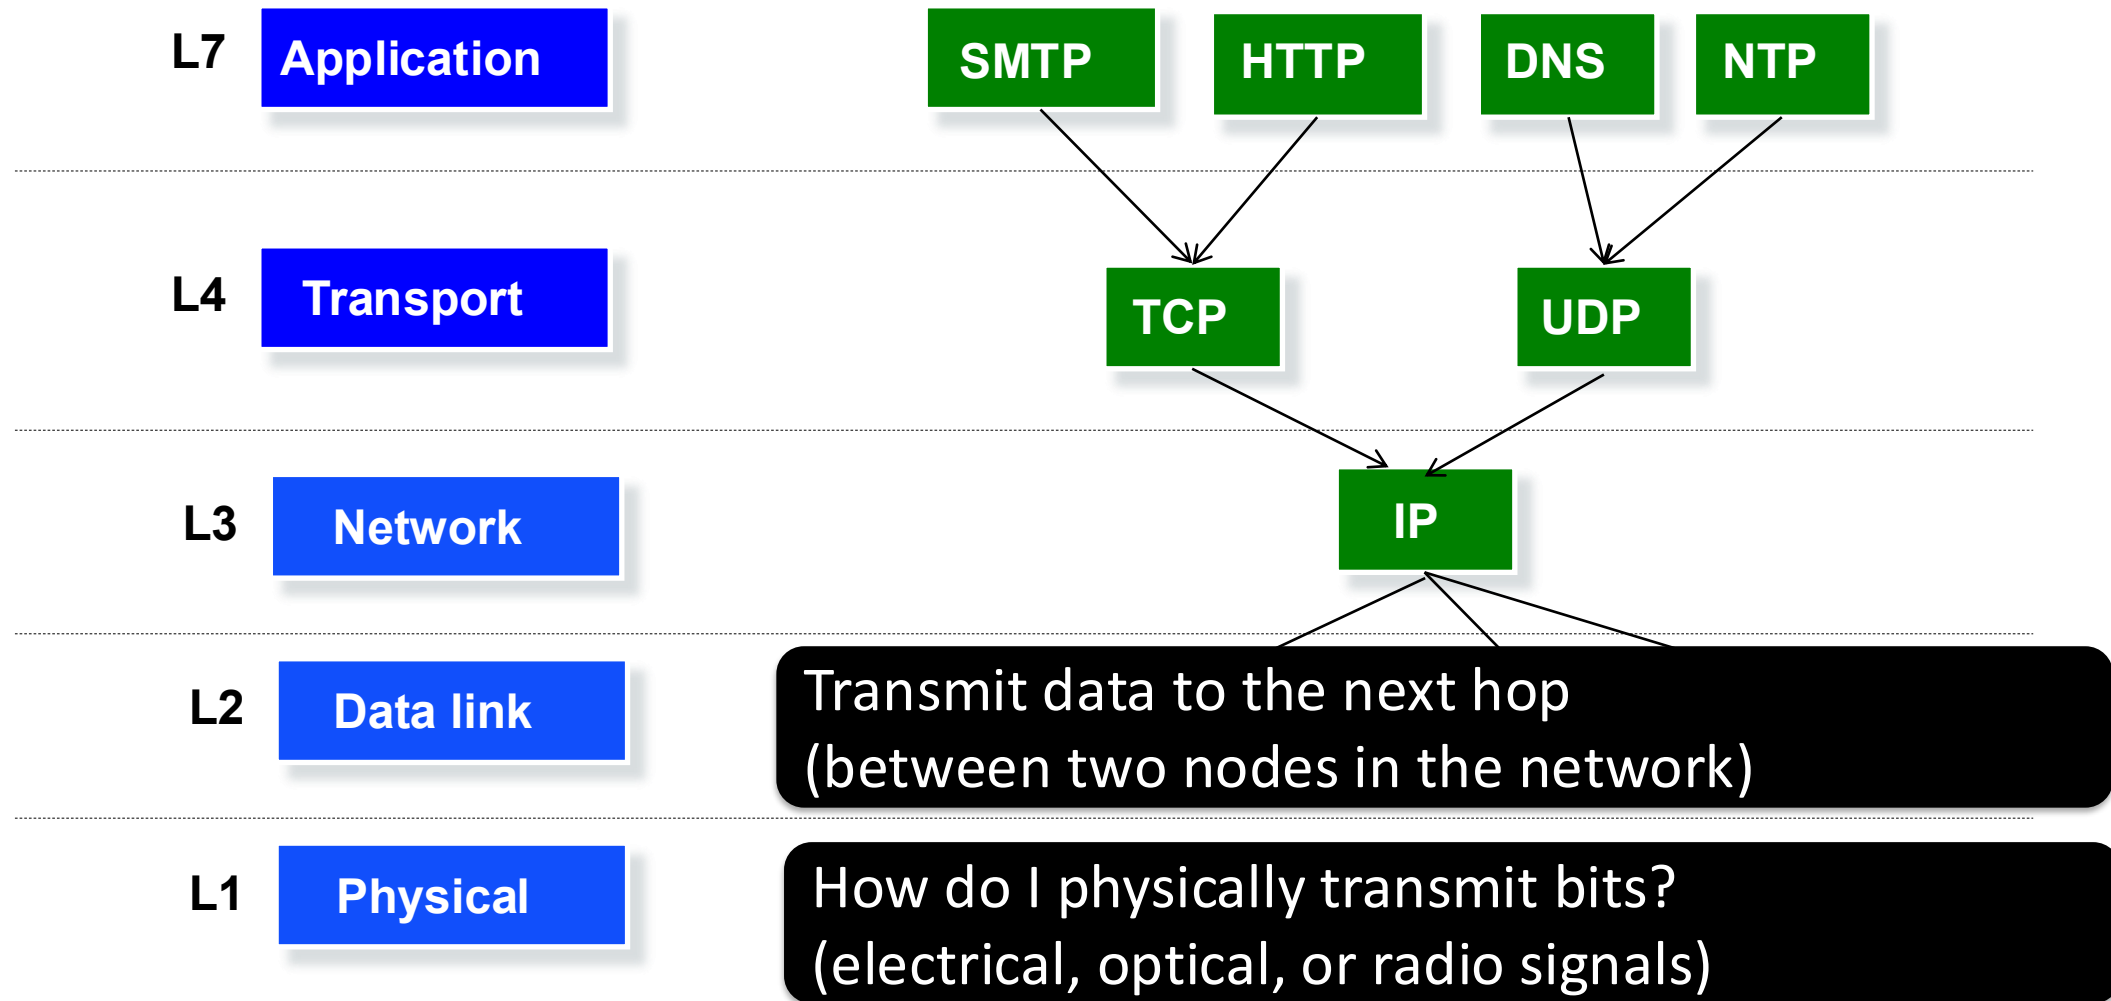 L7 Application SMTP HTTP DNS NTP
L4 Transport TCP UDP
L3 Network IP
L2 Data link
Transmit data to the next hop
(between two nodes in the network)
L1 Physical
How do I physically transmit bits?
(electrical, optical, or radio signals)